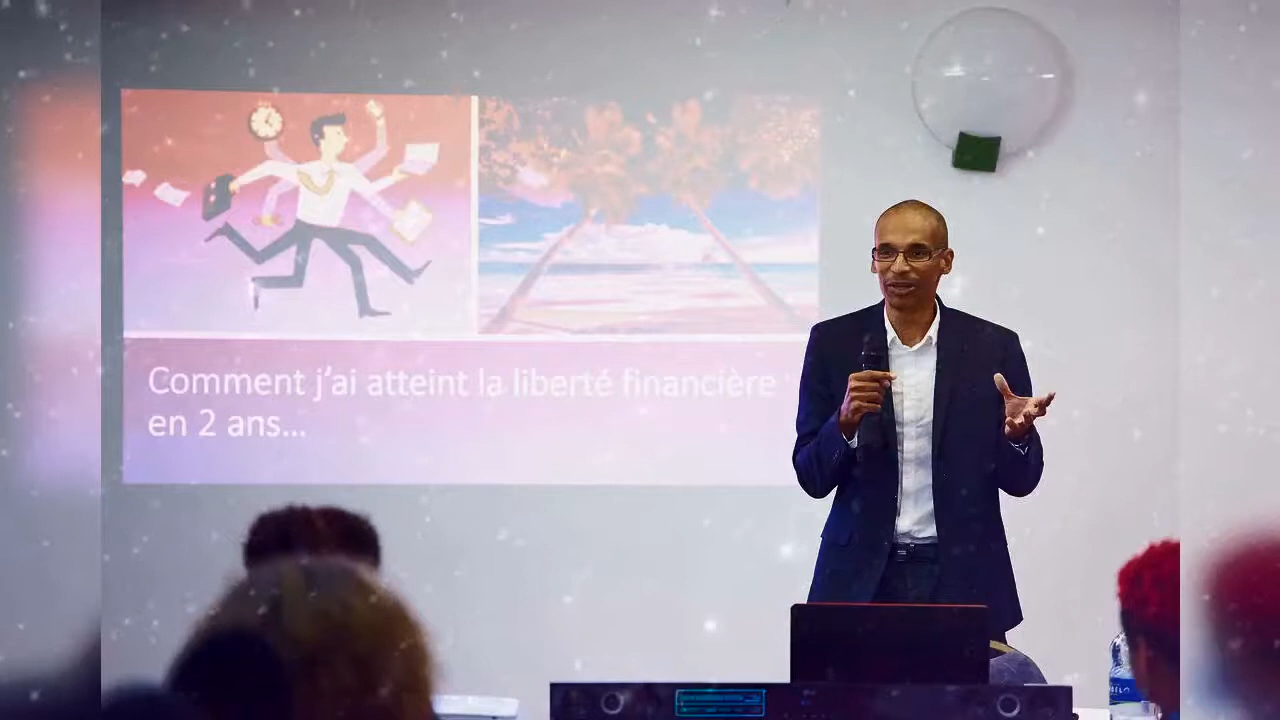 Comment j'ai atteint la liberté financière
en 2 ans...